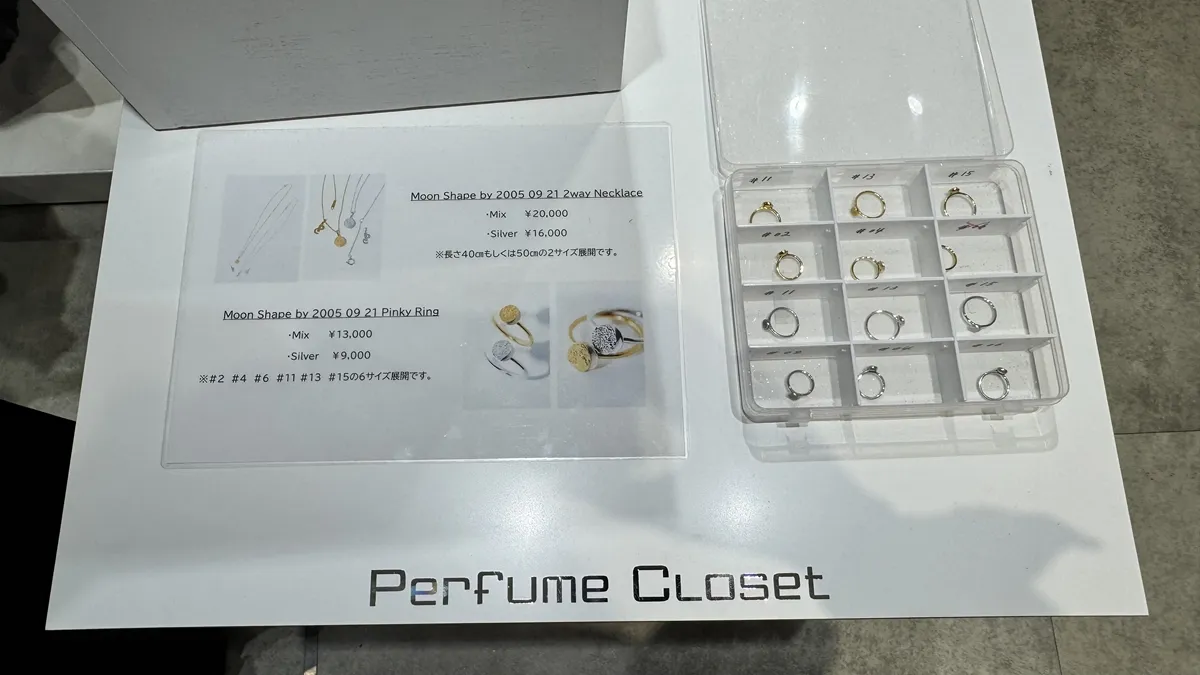 Moon Shape by 2005 09 21 2way Necklace
・Mix ￥20,000
・Silver ￥16,000
※長さ40㎝もしくは50㎝の2サイズ展開です。
Moon Shape by 2005 09 21 Pinky Ring
・Mix ￥13,000
・Silver ￥9,000
※#2 #4 #6 #11 #13 #15の6サイズ展開です。
#11 #13 #15
#02 #04
#11 #13 #15
Perfume Closet